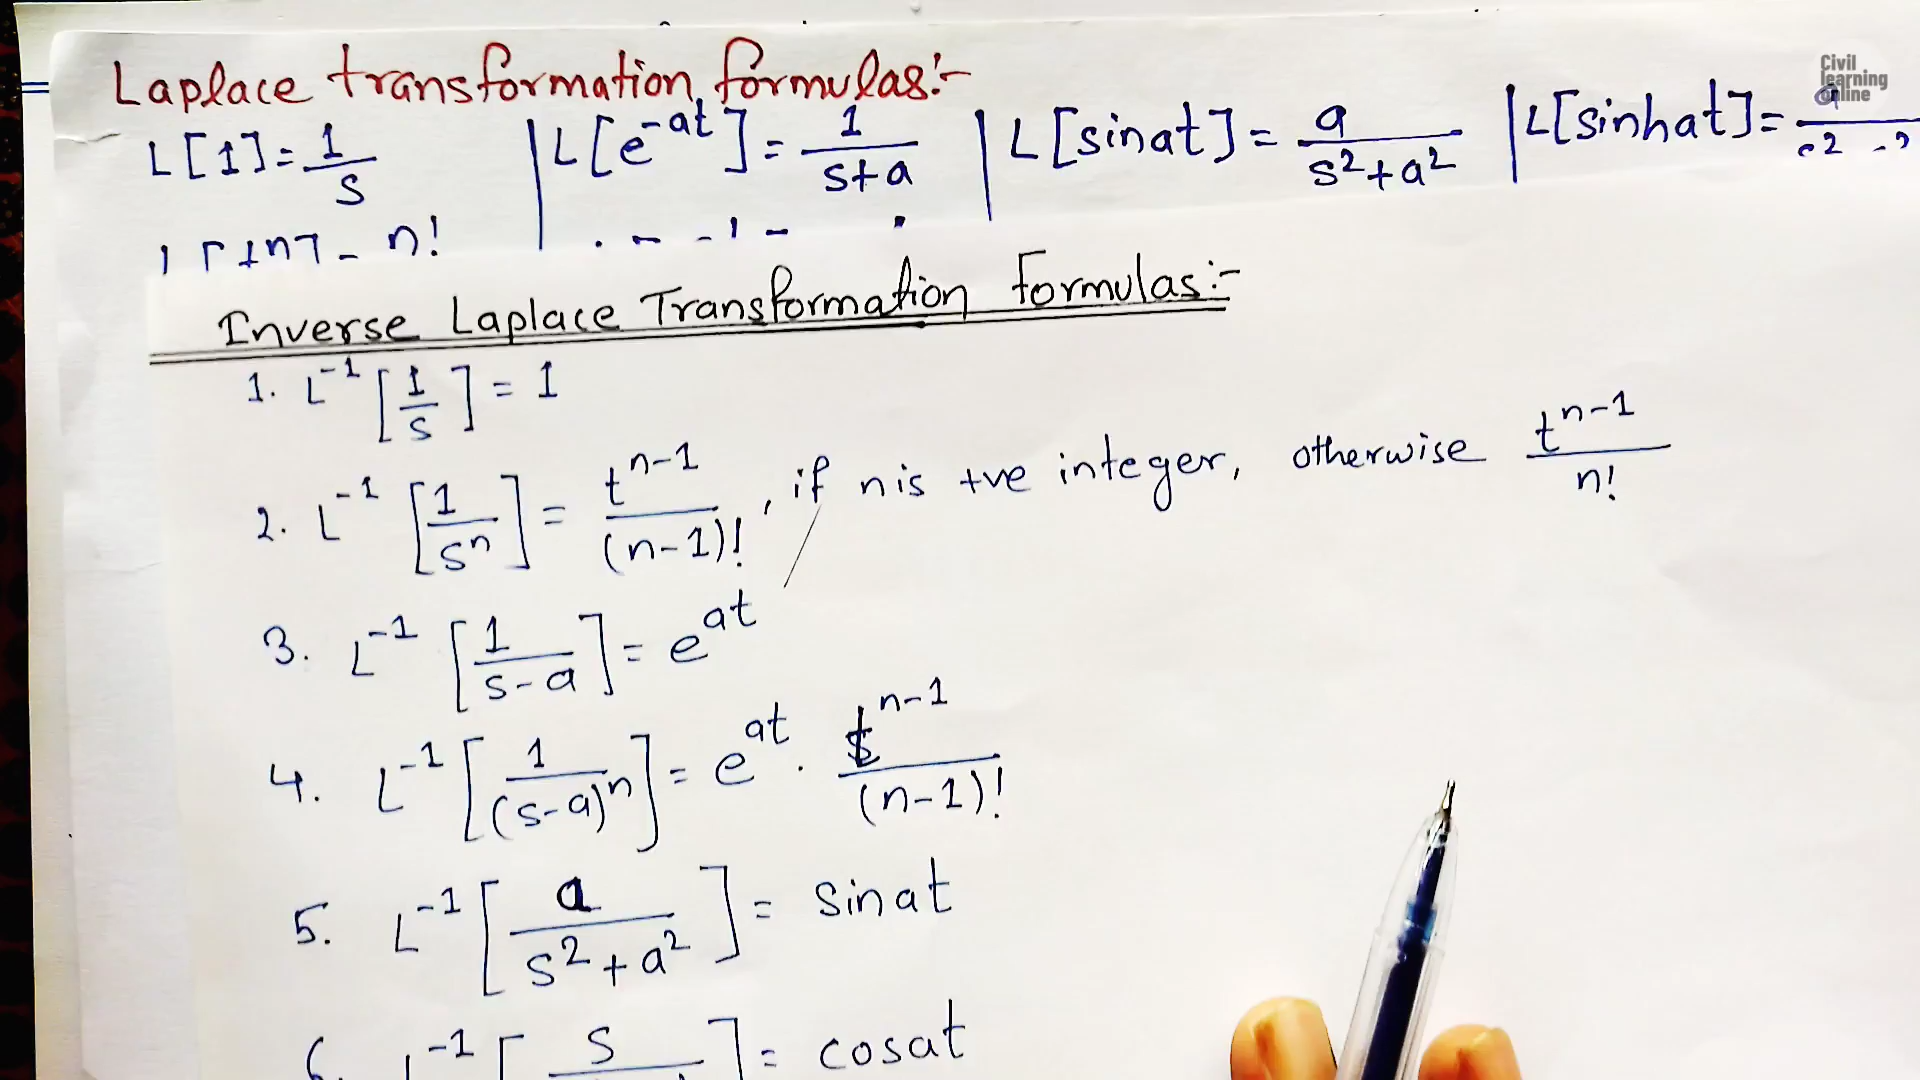 Civil learning online
Laplace transformation formulas:-
L[1] = 1/s | L[e^-at] = 1/(s+a) | L[sinat] = a/(s²+a²) | L[sinhat] =
n!
Inverse Laplace Transformation Formulas:-
1. L^-1 [1/s] = 1
2. L^-1 [1/s^n] = t^n-1/(n-1)! , if n is +ve integer, otherwise t^n-1/n!
3. L^-1 [1/(s-a)] = e^at
4. L^-1 [1/(s-a)^n] = e^at . t^n-1/(n-1)!
5. L^-1 [a/(s²+a²)] = sinat
6. L^-1 [s/ ] = cosat